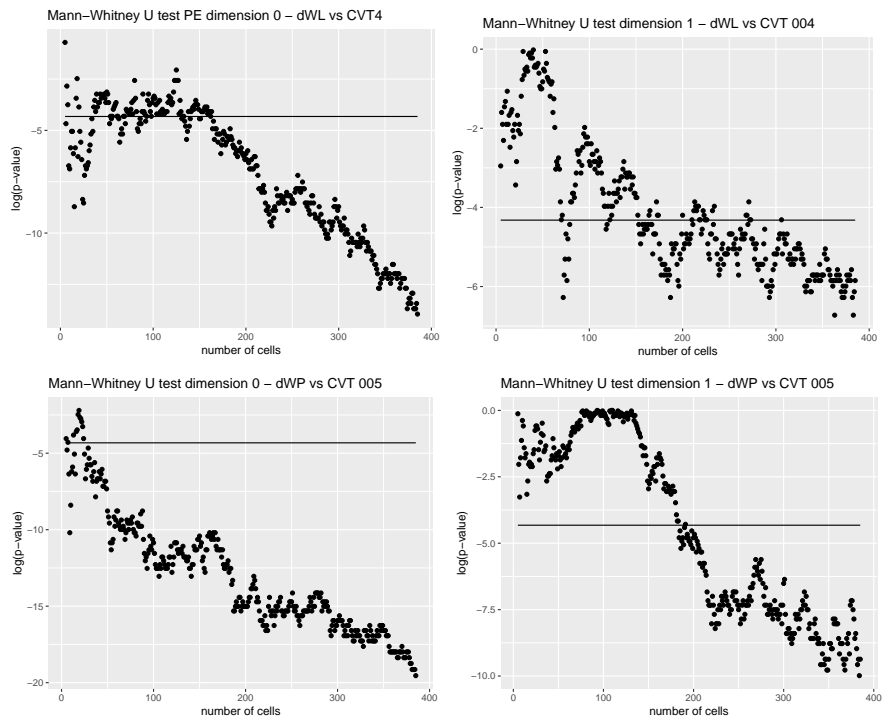 Mann−Whitney U test PE dimension 0 − dWL vs CVT4
−5
−10
log(p−value)
0
100
200
300
400
number of cells
Mann−Whitney U test dimension 1 − dWL vs CVT 004
0
−2
−4
−6
log(p−value)
0
100
200
300
400
number of cells
Mann−Whitney U test dimension 0 − dWP vs CVT 005
−5
−10
−15
−20
log(p−value)
0
100
200
300
400
number of cells
Mann−Whitney U test dimension 1 − dWP vs CVT 005
0.0
−2.5
−5.0
−7.5
−10.0
log(p−value)
0
100
200
300
400
number of cells